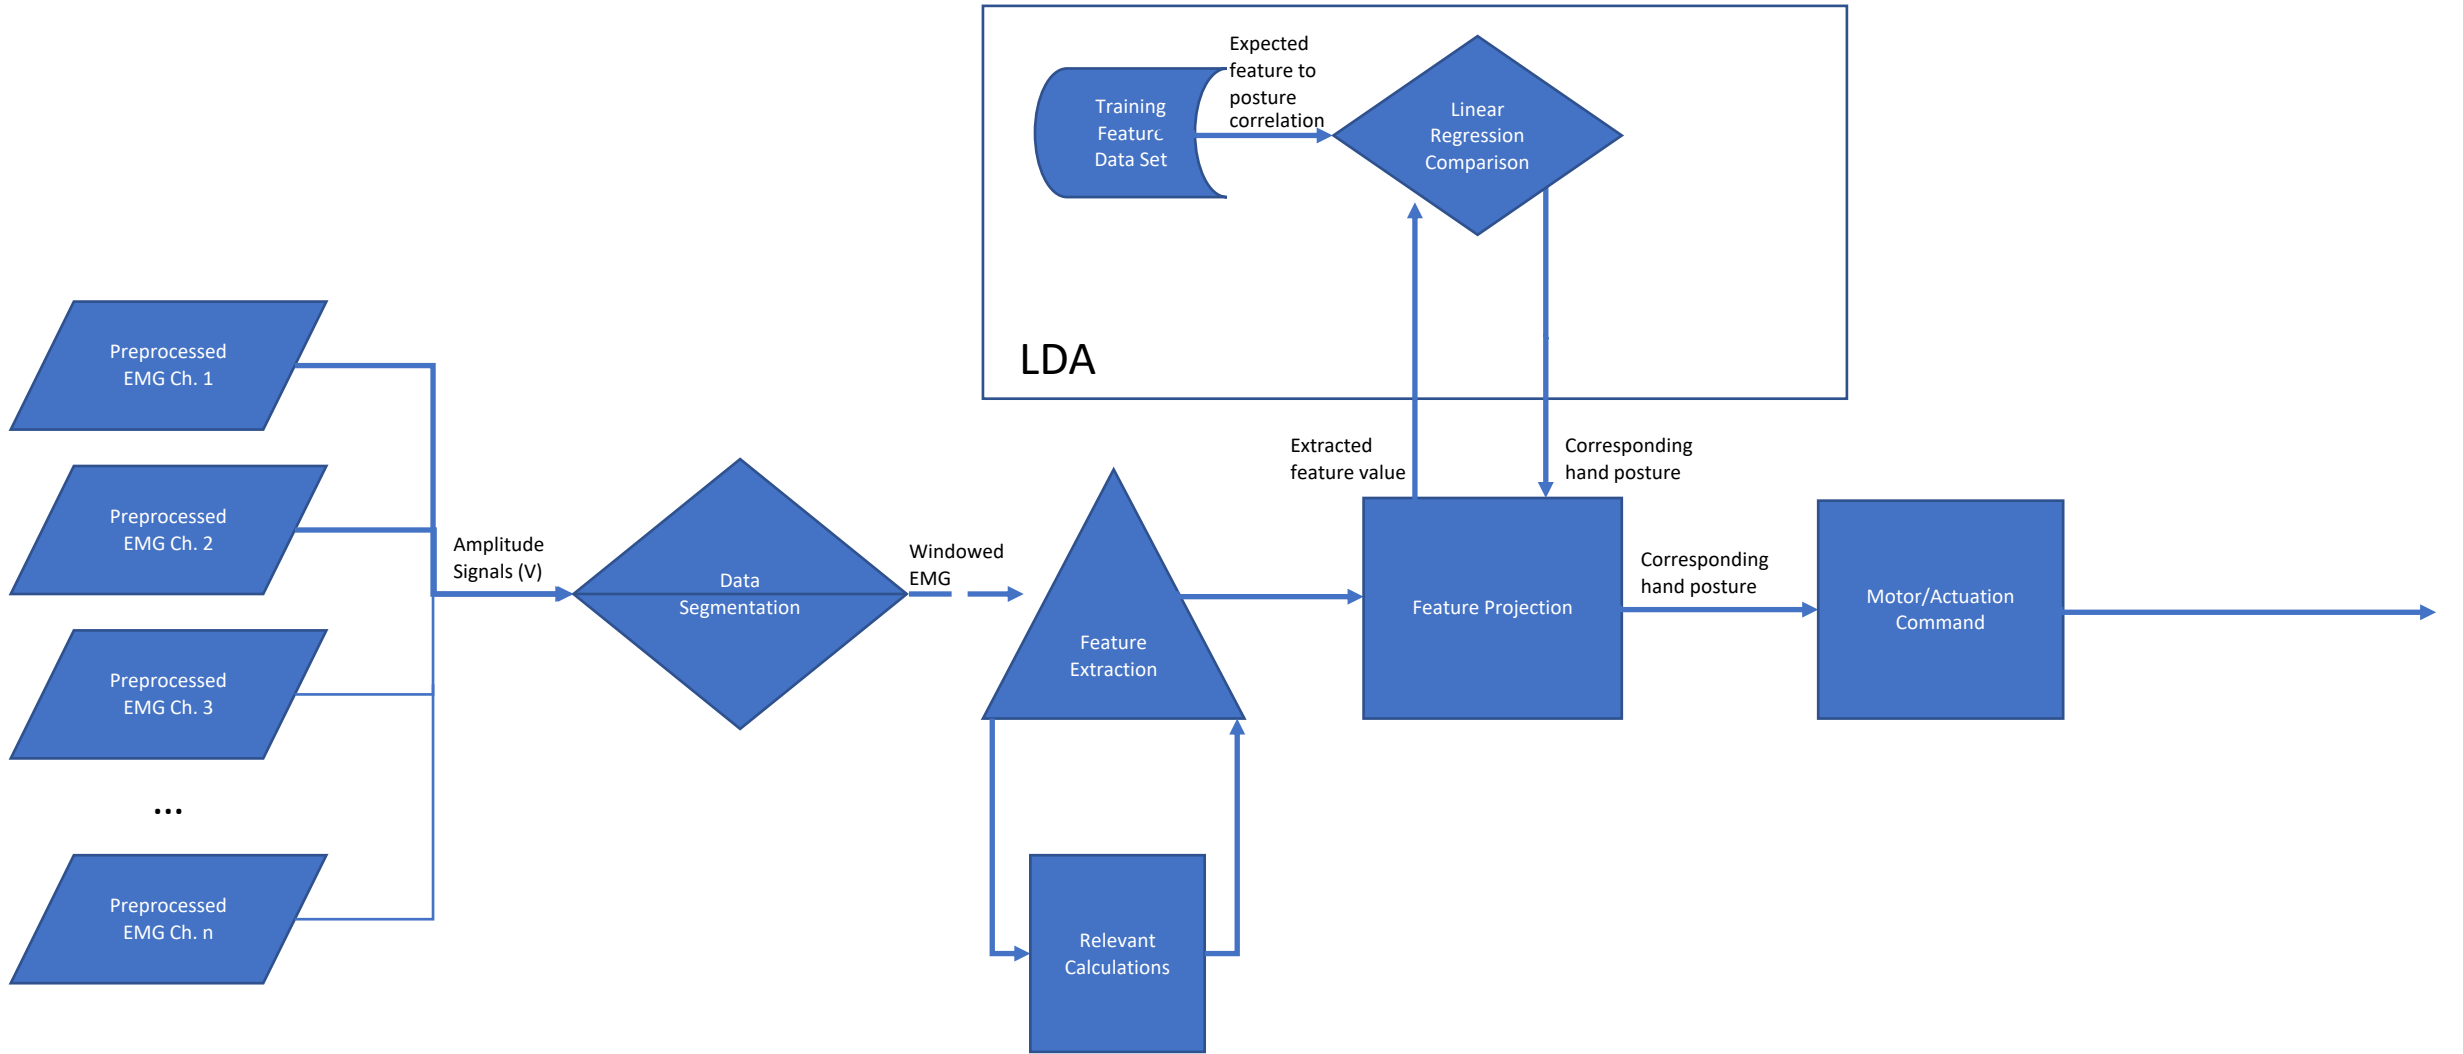 Expected
feature to
posture
correlation
Training
Feature
Data Set
Linear
Regression
Comparison
LDA
Preprocessed
EMG Ch. 1
Preprocessed
EMG Ch. 2
Preprocessed
EMG Ch. 3
...
Preprocessed
EMG Ch. n
Amplitude
Signals (V)
Data
Segmentation
Windowed
EMG
Feature
Extraction
Relevant
Calculations
Extracted
feature value
Corresponding
hand posture
Feature Projection
Corresponding
hand posture
Motor/Actuation
Command